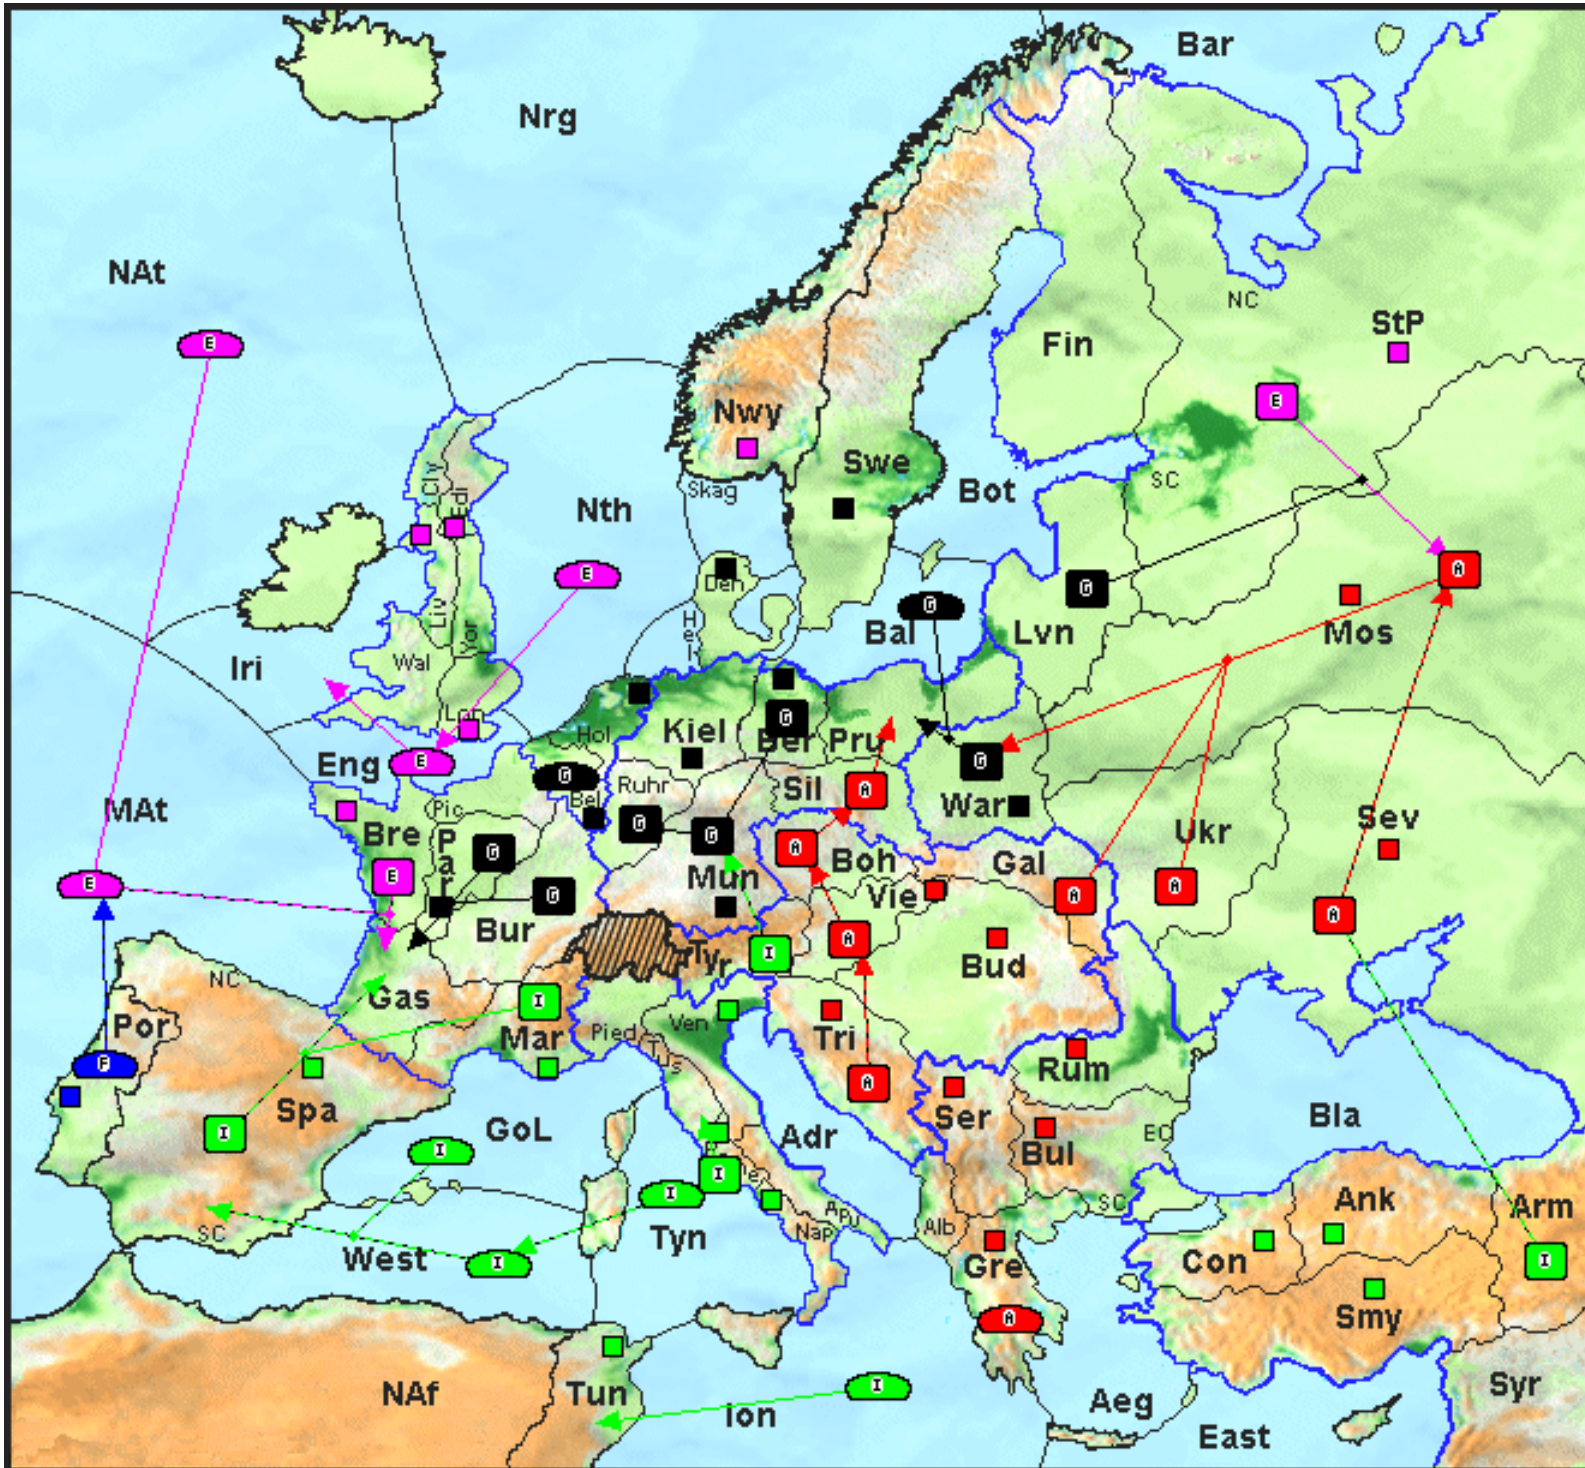 Bar
Nrg
NAt
NC
StP
Fin
Nwy
Swe
SC
Skag
Bot
Cly
Edi
Nth
Den
Hel
Liv
Yor
Bal
Lvn
Mos
Iri
Wal
Lon
Hol
Kiel
Ber
Pru
Eng
Ruhr
Sil
MAt
Pic
Bel
War
Bre
Par
Boh
Gal
Ukr
Sev
Mun
Vie
Bur
Tyr
Bud
NC
Gas
Por
Mar
Pied
Ven
Tri
Tus
Rum
Spa
GoL
Adr
Ser
Bul
EC
Bla
SC
West
Tyn
Nap
Apu
Alb
SC
Ank
Arm
Con
Gre
Smy
NAf
Tun
Ion
Aeg
East
Syr
E
E
G
A
E
G
G
E
G
G
A
G
G
G
A
G
E
E
G
A
A
A
A
I
I
F
A
I
I
I
I
I
I
A
I